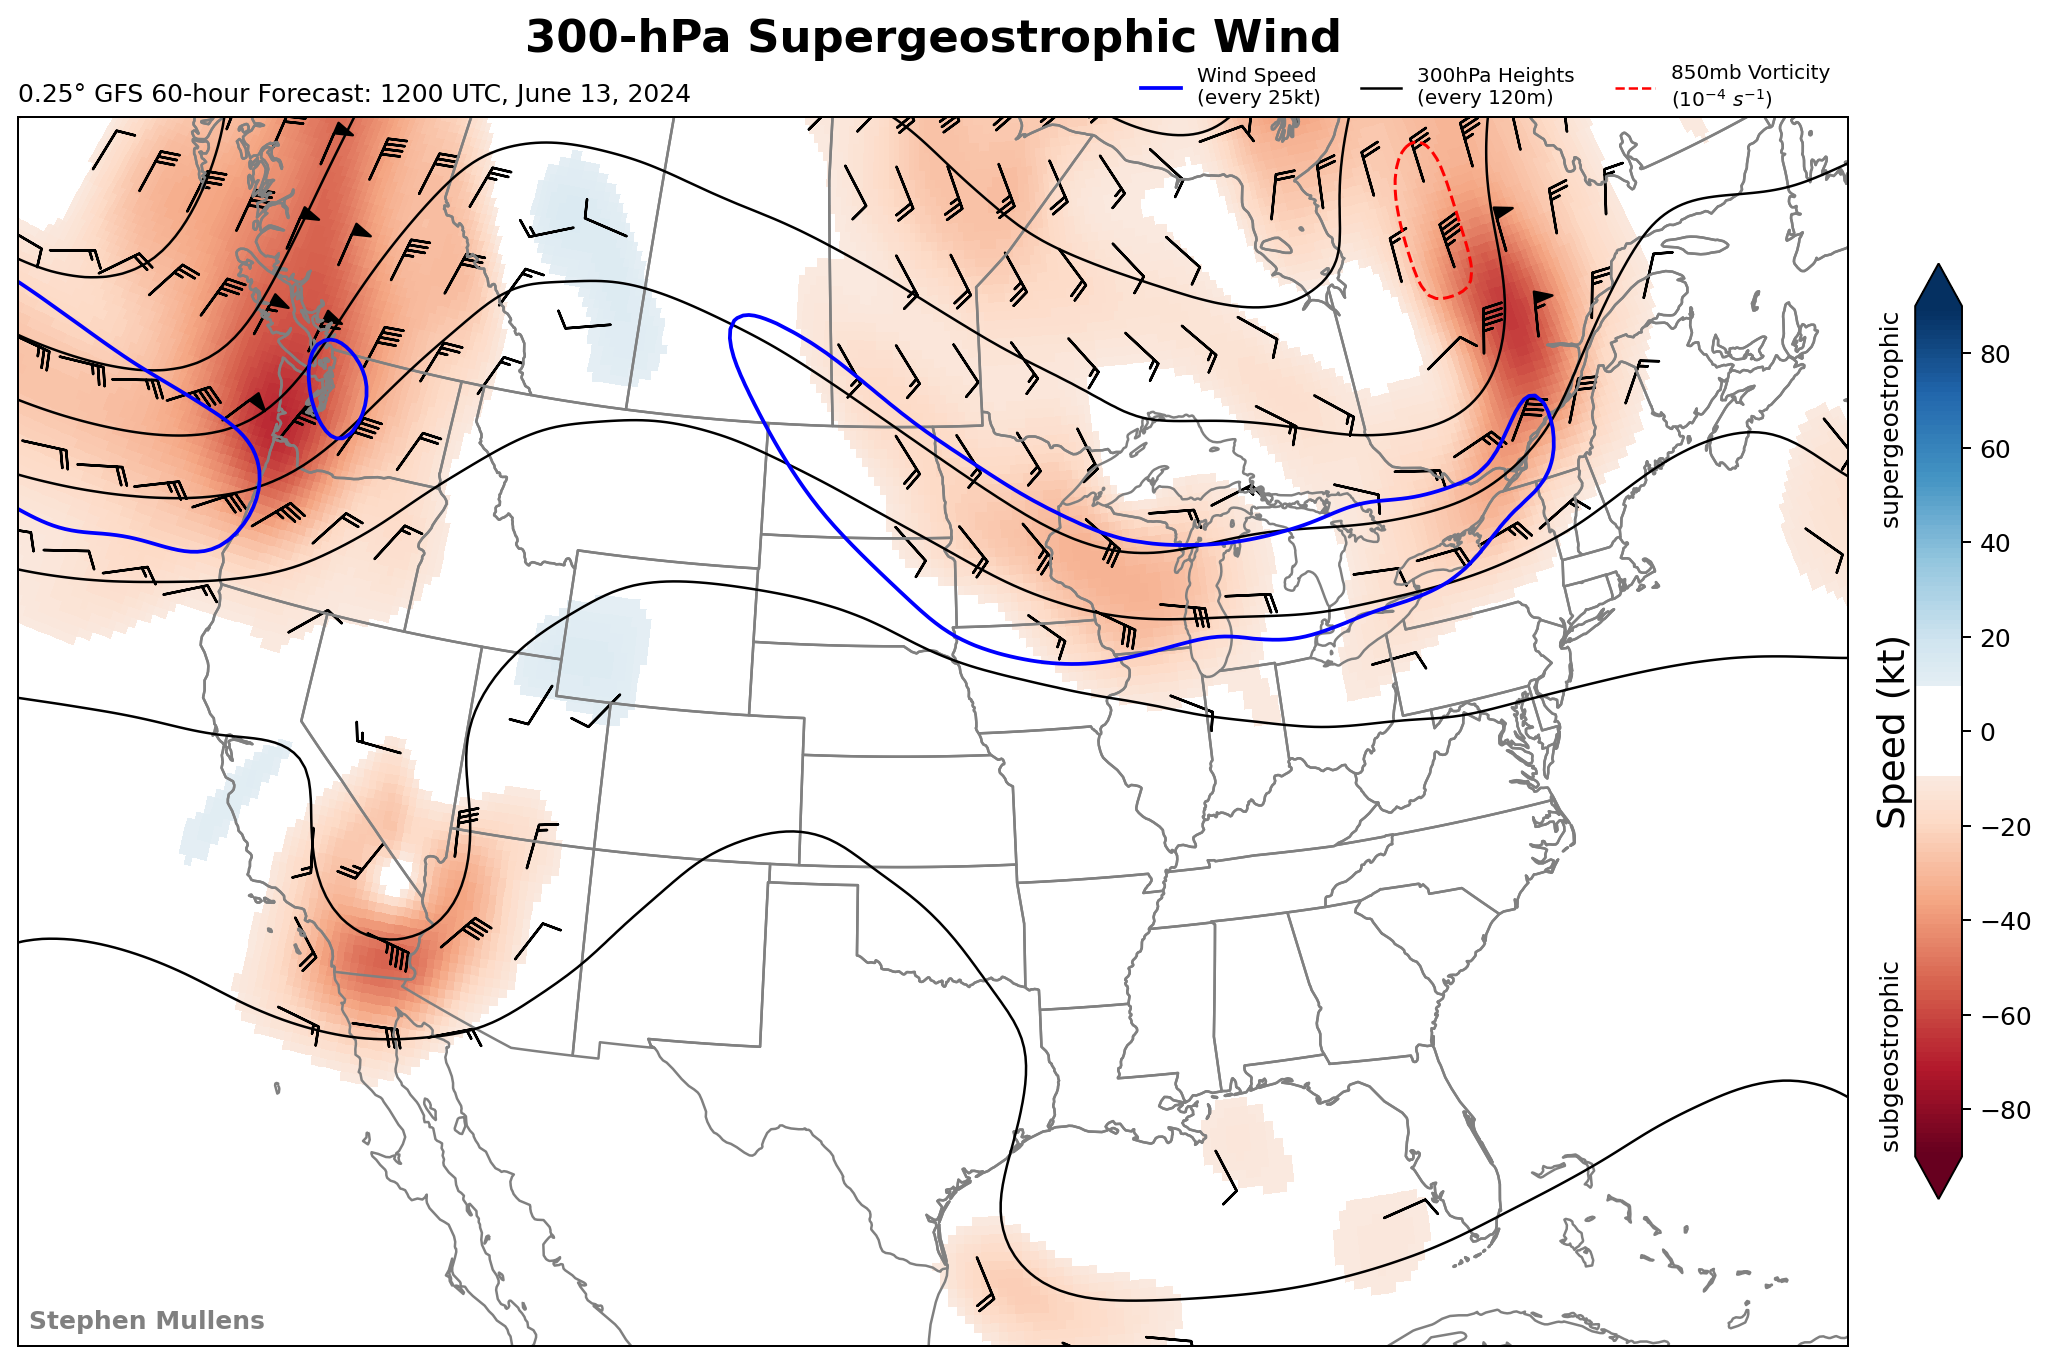 300-hPa Supergeostrophic Wind
0.25° GFS 60-hour Forecast: 1200 UTC, June 13, 2024
Wind Speed
(every 25kt)
300hPa Heights
(every 120m)
850mb Vorticity
(10⁻⁴ s⁻¹)
supergeostrophic
Speed (kt)
subgeostrophic
80
60
40
20
0
−20
−40
−60
−80
Stephen Mullens